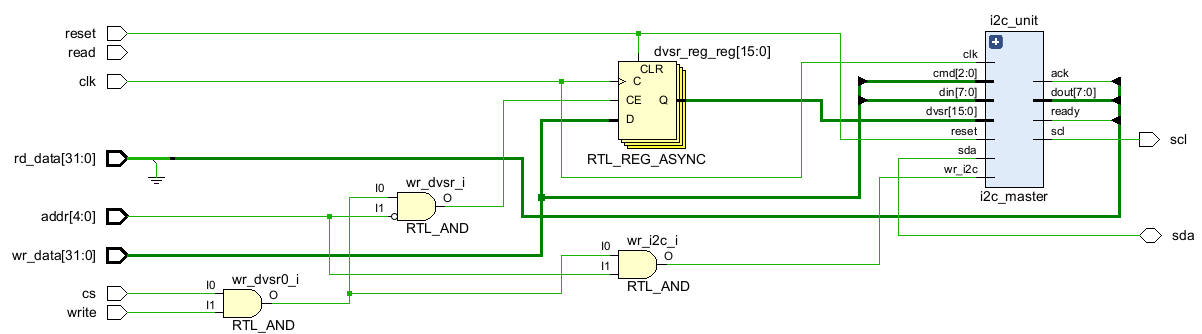 i2c_unit
reset
read
clk
rd_data[31:0]
addr[4:0]
wr_data[31:0]
cs
write
dvsr_reg_reg[15:0]
CLR
C
CE
Q
D
RTL_REG_ASYNC
wr_dvsr_i
I0
O
I1
RTL_AND
wr_dvsr0_i
I0
O
I1
RTL_AND
wr_i2c_i
I0
O
I1
RTL_AND
clk
cmd[2:0]
ack
din[7:0]
dout[7:0]
dvsr[15:0]
ready
reset
scl
sda
wr_i2c
i2c_master
scl
sda